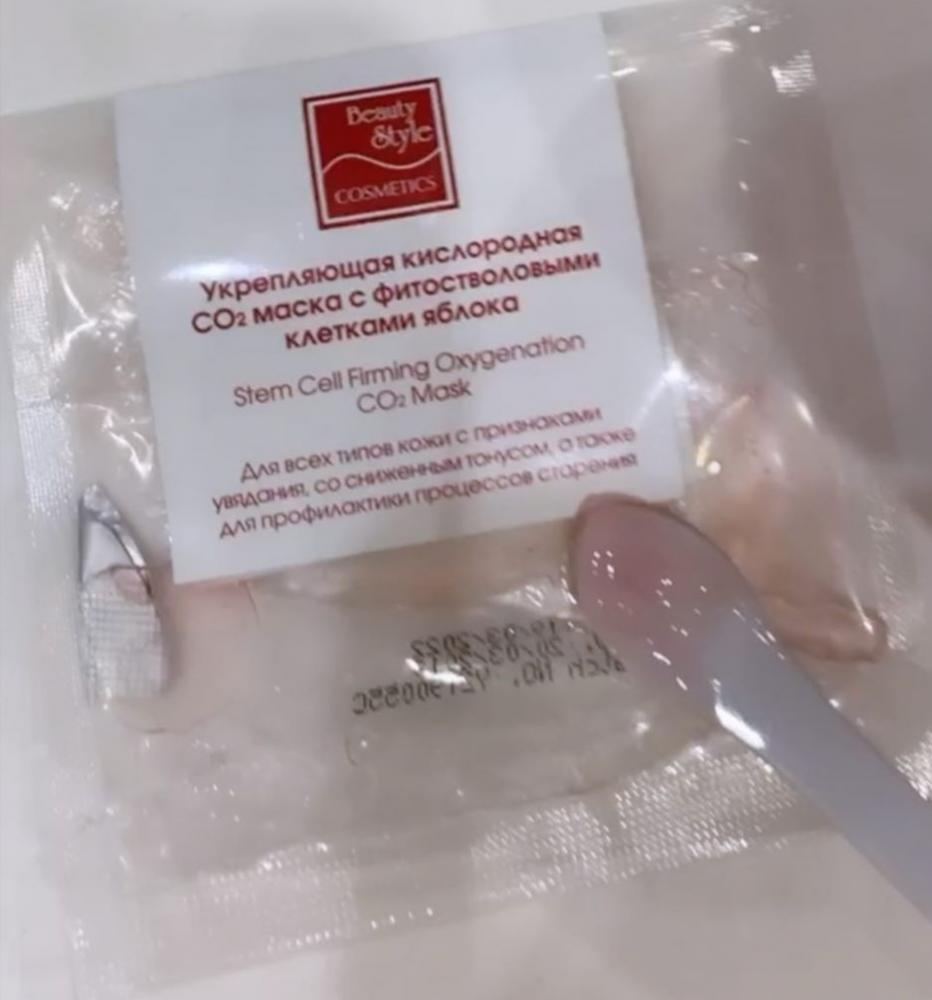 Beauty
Style
COSMETICS
Укрепляющая кислородная
CO₂ маска с фитостволовыми
клетками яблока
Stem Cell Firming Oxygenation
CO₂ Mask
Для всех типов кожи с признаками
увядания, со сниженным тонусом, а также
для профилактики процессов старения